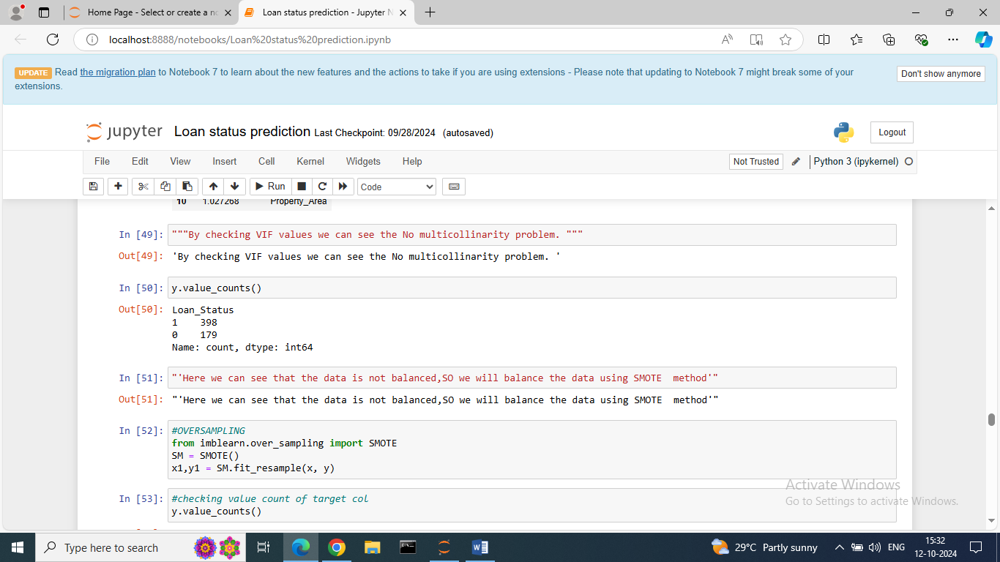 Home Page - Select or create a n
Loan status prediction - Jupyter N
localhost:8888/notebooks/Loan%20status%20prediction.ipynb
UPDATE Read the migration plan to Notebook 7 to learn about the new features and the actions to take if you are using extensions - Please note that updating to Notebook 7 might break some of your
extensions.
Don't show anymore
jupyter Loan status prediction Last Checkpoint: 09/28/2024 (autosaved)
Logout
File Edit View Insert Cell Kernel Widgets Help
Not Trusted
Python 3 (ipykernel)
Run
Code
10 1.027268 Property_Area
In [49]: """By checking VIF values we can see the No multicollinarity problem. """
Out[49]: 'By checking VIF values we can see the No multicollinarity problem. '
In [50]: y.value_counts()
Out[50]: Loan_Status
1 398
0 179
Name: count, dtype: int64
In [51]: "'Here we can see that the data is not balanced,SO we will balance the data using SMOTE  method'"
Out[51]: "'Here we can see that the data is not balanced,SO we will balance the data using SMOTE  method'"
In [52]: #OVERSAMPLING
from imblearn.over_sampling import SMOTE
SM = SMOTE()
x1,y1 = SM.fit_resample(x, y)
In [53]: #checking value count of target col
y.value_counts()
Activate Windows
Go to Settings to activate Windows.
Type here to search
29°C Partly sunny
ENG
15:32
12-10-2024